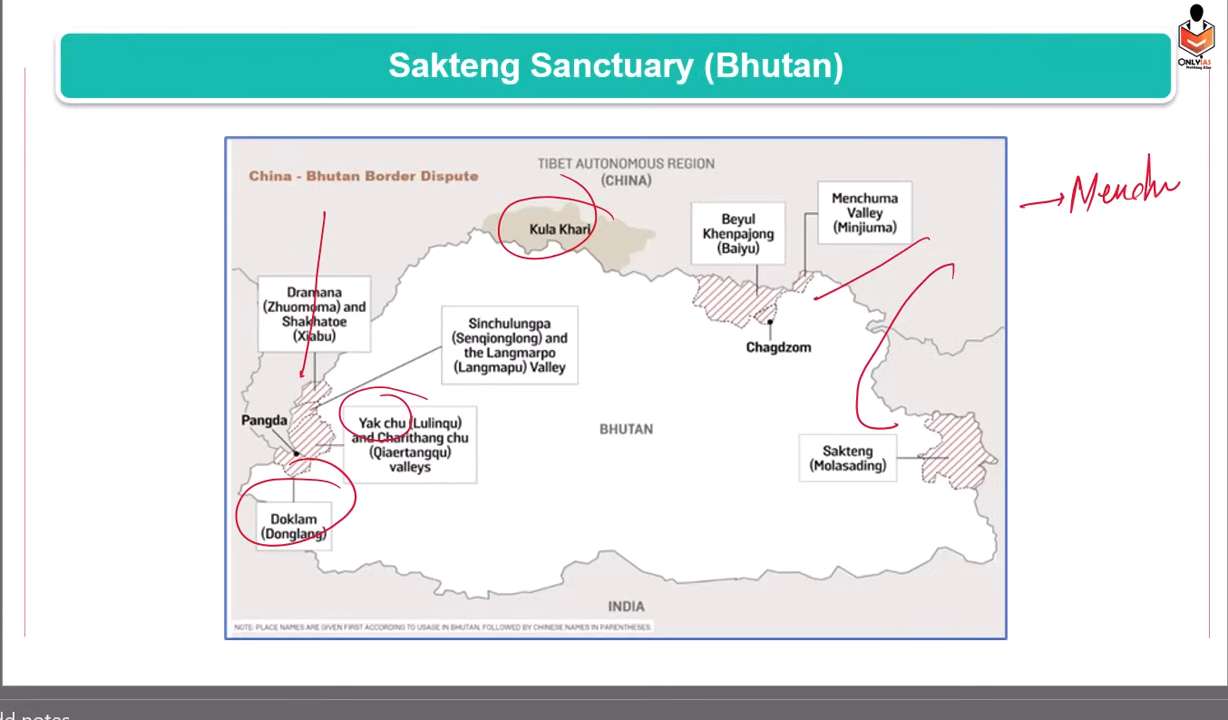 Sakteng Sanctuary (Bhutan)
ONLYIAS
Nothing Else
China - Bhutan Border Dispute
TIBET AUTONOMOUS REGION
(CHINA)
Kula Khari
Beyul
Khenpajong
(Baiyu)
Menchuma
Valley
(Minjiuma)
Dramana
(Zhuomoma) and
Shakhatoe
(Xiabu)
Sinchulungpa
(Senqionglong) and
the Langmarpo
(Langmapu) Valley
Chagdzom
Pangda
Yak chu (Lulinqu)
and Charithang chu
(Qiaertangqu)
valleys
BHUTAN
Sakteng
(Molasading)
Doklam
(Donglang)
INDIA
NOTE: PLACE NAMES ARE GIVEN FIRST ACCORDING TO USAGE IN BHUTAN, FOLLOWED BY CHINESE NAMES IN PARENTHESES.
notes